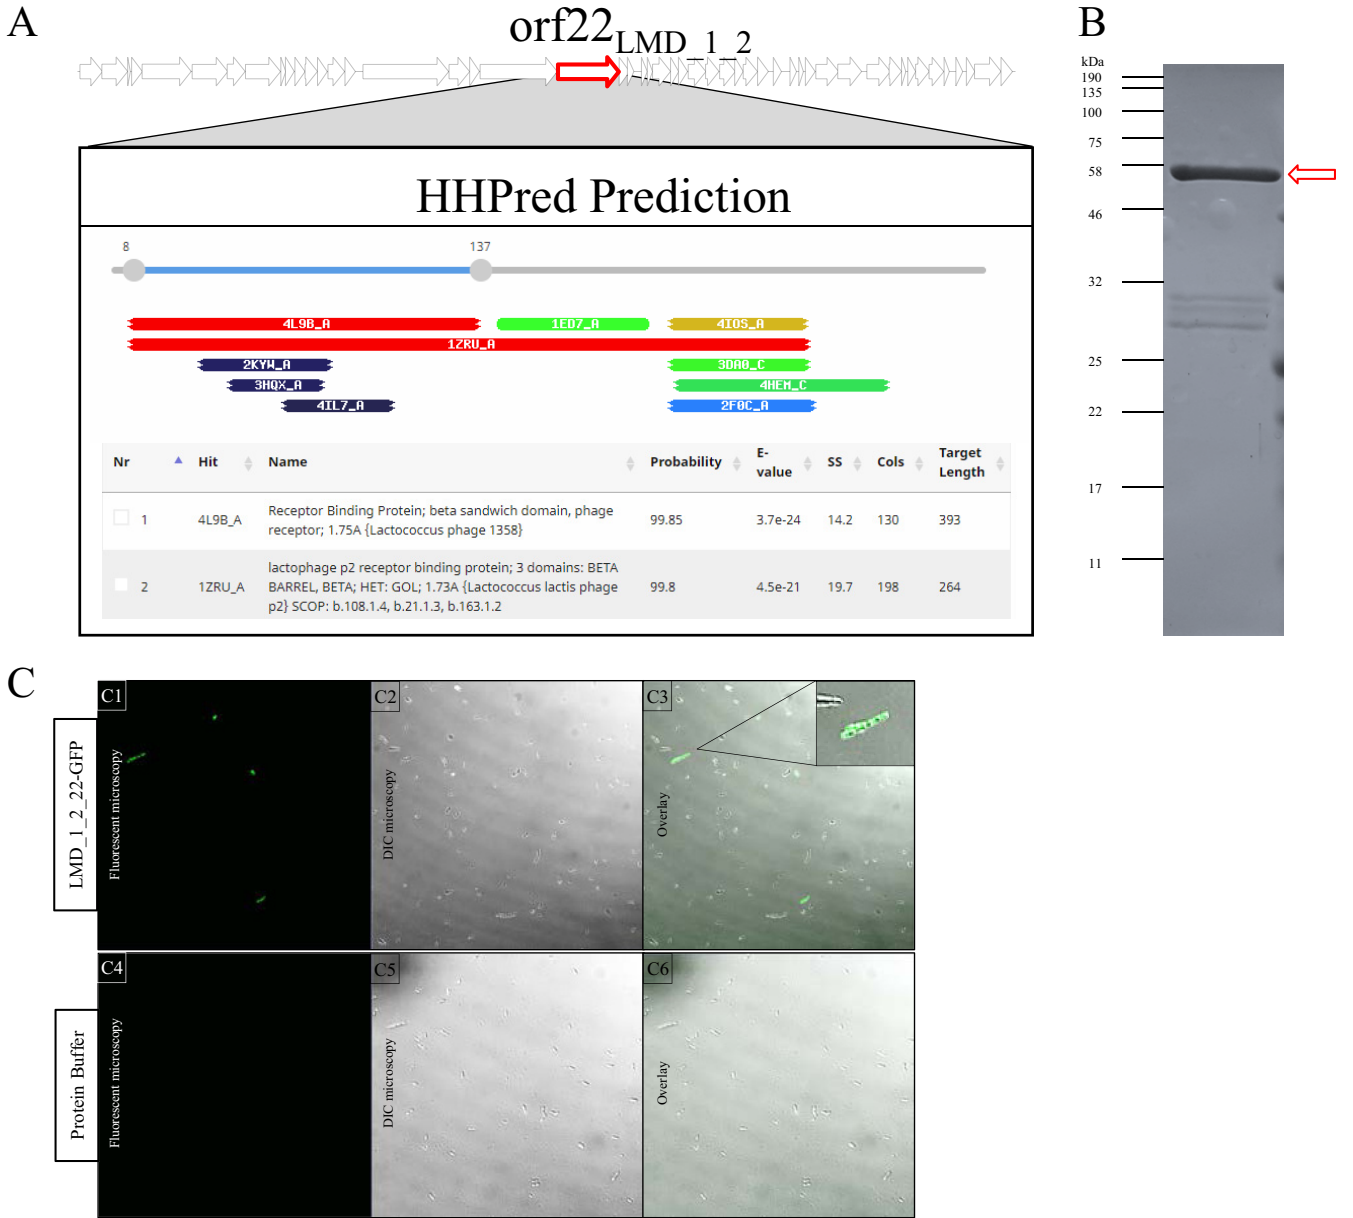 A
orf22LMD_1_2
HHPred Prediction
8
137
4L9B_A
1ED7_A
4IOS_A
1ZRU_A
2KYW_A
3DA0_C
3HQX_A
4HEM_C
4IL7_A
2F0C_A
Nr Hit Name Probability E-value SS Cols Target Length
1 4L9B_A Receptor Binding Protein; beta sandwich domain, phage receptor; 1.75A {Lactococcus phage 1358} 99.85 3.7e-24 14.2 130 393
2 1ZRU_A lactophage p2 receptor binding protein; 3 domains: BETA BARREL, BETA; HET: GOL; 1.73A {Lactococcus lactis phage p2} SCOP: b.108.1.4, b.21.1.3, b.163.1.2 99.8 4.5e-21 19.7 198 264
B
kDa
190
135
100
75
58
46
32
25
22
17
11
C
LMD_1_2_22-GFP
C1
Fluorescent microscopy
C2
DIC microscopy
C3
Overlay
Protein Buffer
C4
Fluorescent microscopy
C5
DIC microscopy
C6
Overlay